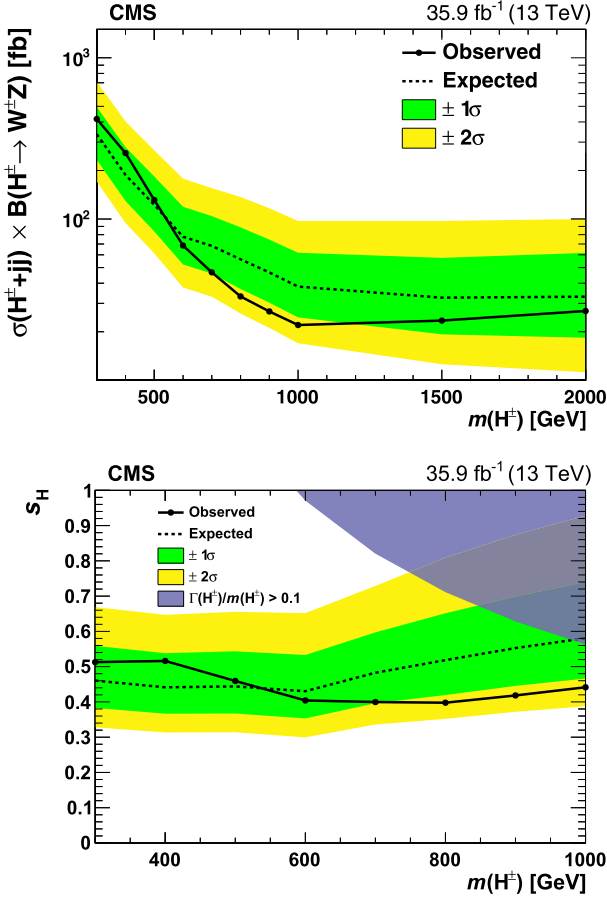 CMS 35.9 fb⁻¹ (13 TeV)
σ(H±+jj) × B(H±→ W±Z) [fb]
Observed
Expected
± 1σ
± 2σ
10³
10²
500 1000 1500 2000
m(H±) [GeV]
CMS 35.9 fb⁻¹ (13 TeV)
s_H
Observed
Expected
± 1σ
± 2σ
Γ(H±)/m(H±) > 0.1
1
0.9
0.8
0.7
0.6
0.5
0.4
0.3
0.2
0.1
0
400 600 800 1000
m(H±) [GeV]